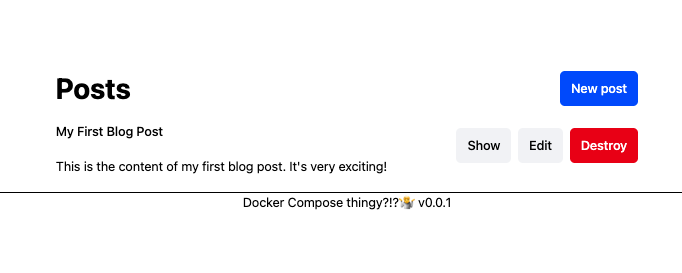 Posts
New post
My First Blog Post
Show
Edit
Destroy
This is the content of my first blog post. It's very exciting!
Docker Compose thingy?!? v0.0.1